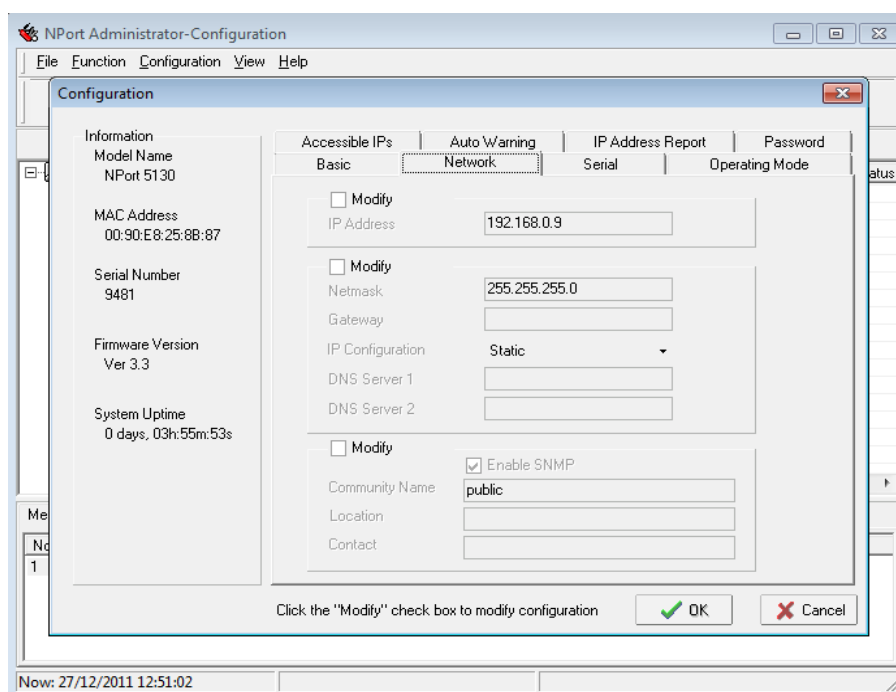 NPort Administrator-Configuration
File Function Configuration View Help
Configuration
Information
Model Name
NPort 5130
MAC Address
00:90:E8:25:8B:87
Serial Number
9481
Firmware Version
Ver 3.3
System Uptime
0 days, 03h:55m:53s
Accessible IPs Auto Warning IP Address Report Password
Basic Network Serial Operating Mode
Modify
IP Address 192.168.0.9
Modify
Netmask 255.255.255.0
Gateway
IP Configuration Static
DNS Server 1
DNS Server 2
Modify
Enable SNMP
Community Name public
Location
Contact
Click the "Modify" check box to modify configuration OK Cancel
atus
Me
No
1
Now: 27/12/2011 12:51:02